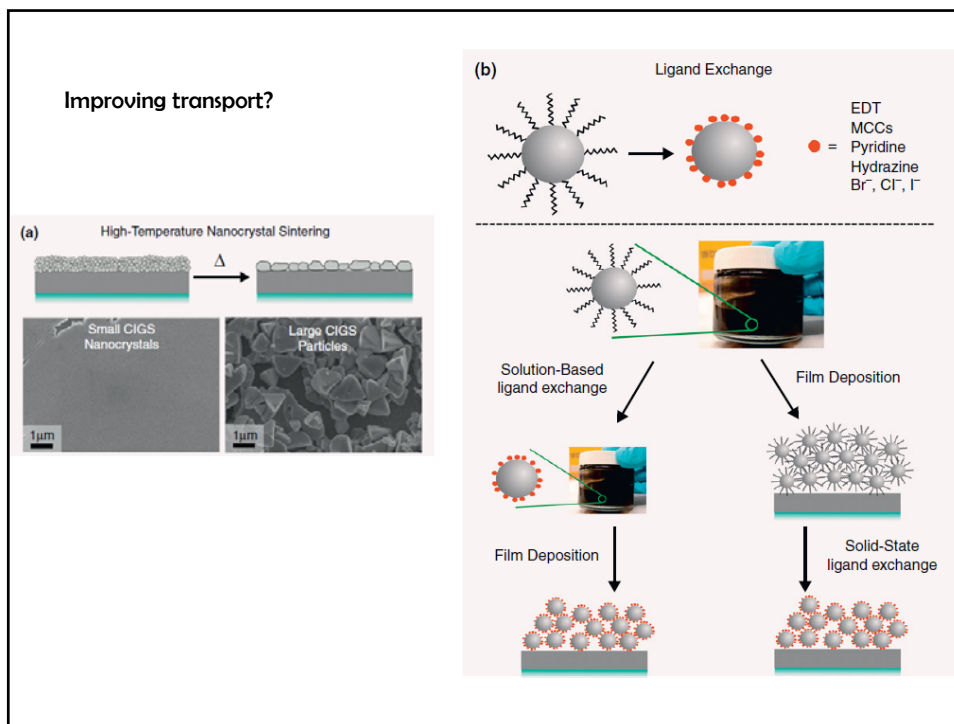 Improving transport?
(a)
High-Temperature Nanocrystal Sintering
Δ
Small CIGS
Nanocrystals
1μm
Large CIGS
Particles
1μm
(b)
Ligand Exchange
=
EDT
MCCs
Pyridine
Hydrazine
Br⁻, Cl⁻, I⁻
Solution-Based
ligand exchange
Film Deposition
Film Deposition
Solid-State
ligand exchange